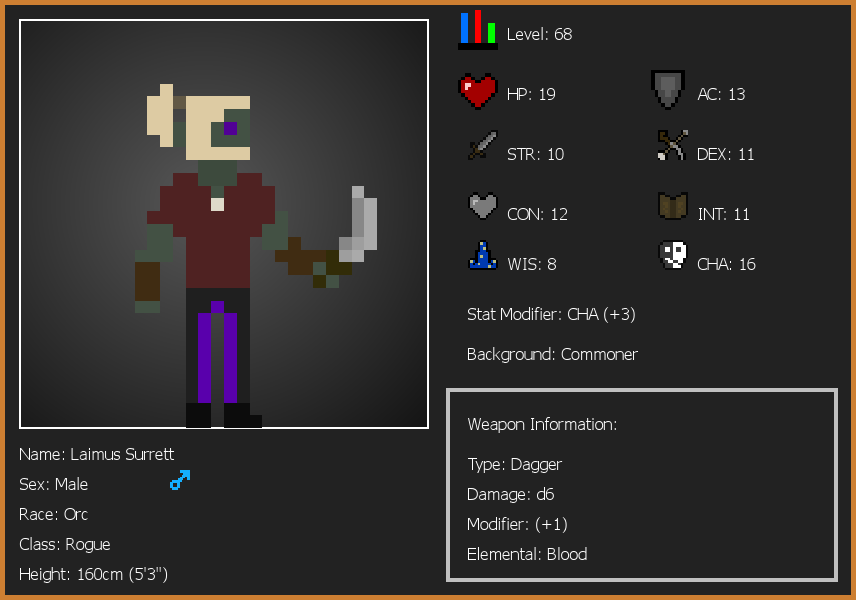 Level: 68
HP: 19
AC: 13
STR: 10
DEX: 11
CON: 12
INT: 11
WIS: 8
CHA: 16
Stat Modifier: CHA (+3)
Background: Commoner
Weapon Information:
Type: Dagger
Damage: d6
Modifier: (+1)
Elemental: Blood
Name: Laimus Surrett
Sex: Male
Race: Orc
Class: Rogue
Height: 160cm (5'3")